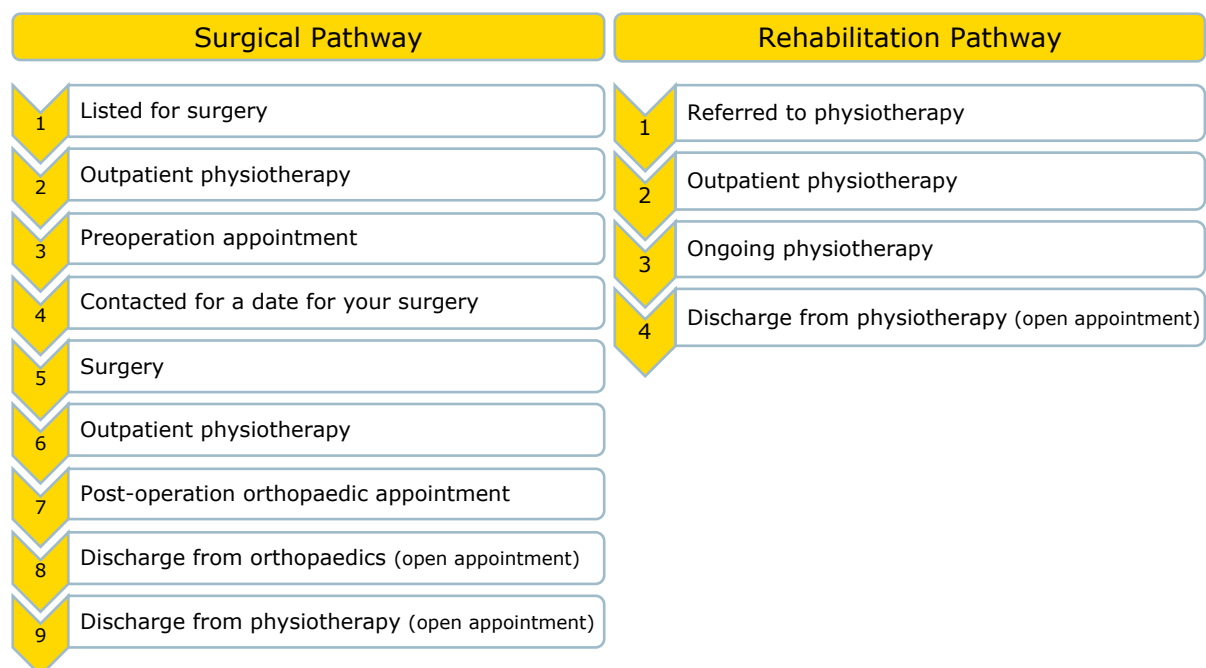 Surgical Pathway
1
Listed for surgery
2
Outpatient physiotherapy
3
Preoperation appointment
4
Contacted for a date for your surgery
5
Surgery
6
Outpatient physiotherapy
7
Post-operation orthopaedic appointment
8
Discharge from orthopaedics (open appointment)
9
Discharge from physiotherapy (open appointment)
Rehabilitation Pathway
1
Referred to physiotherapy
2
Outpatient physiotherapy
3
Ongoing physiotherapy
4
Discharge from physiotherapy (open appointment)